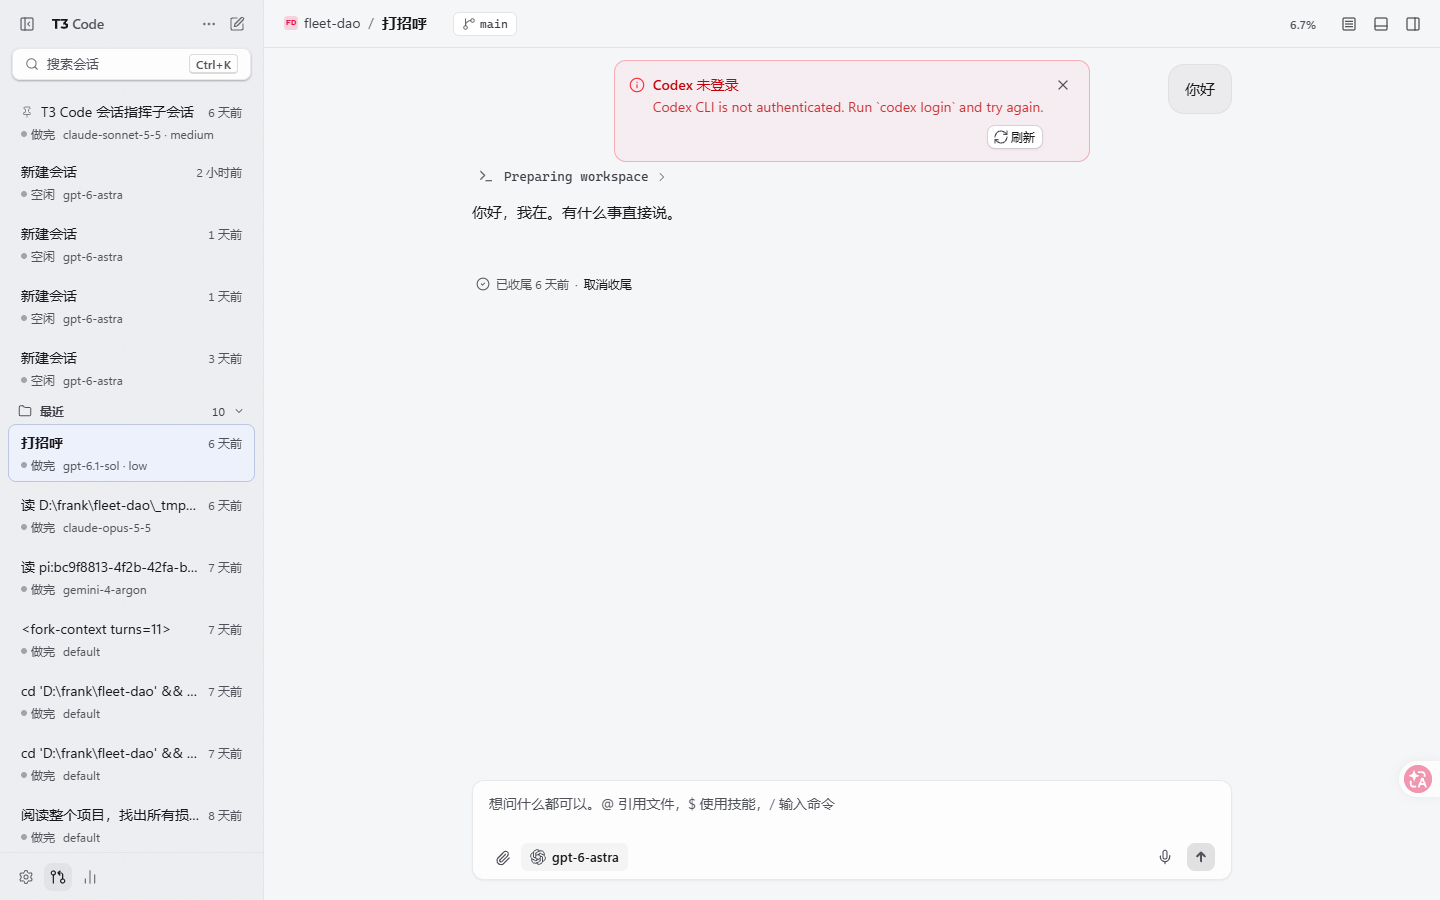 T3 Code
搜索会话
Ctrl+K
T3 Code 会话指挥子会话
6 天前
做完 claude-sonnet-5-5 · medium
新建会话
2 小时前
空闲 gpt-6-astra
新建会话
1 天前
空闲 gpt-6-astra
新建会话
1 天前
空闲 gpt-6-astra
新建会话
3 天前
空闲 gpt-6-astra
最近
10
打招呼
6 天前
做完 gpt-6.1-sol · low
读 D:\frank\fleet-dao\_tmp...
6 天前
做完 claude-opus-5-5
读 pi:bc9f8813-4f2b-42fa-b...
7 天前
做完 gemini-4-argon
<fork-context turns=11>
7 天前
做完 default
cd 'D:\frank\fleet-dao' && ...
7 天前
做完 default
cd 'D:\frank\fleet-dao' && ...
7 天前
做完 default
阅读整个项目，找出所有损...
8 天前
做完 default
FD fleet-dao / 打招呼
main
6.7%
Codex 未登录
Codex CLI is not authenticated. Run `codex login` and try again.
刷新
你好
Preparing workspace
你好，我在。有什么事直接说。
已收尾 6 天前 · 取消收尾
想问什么都可以。@ 引用文件，$ 使用技能，/ 输入命令
gpt-6-astra